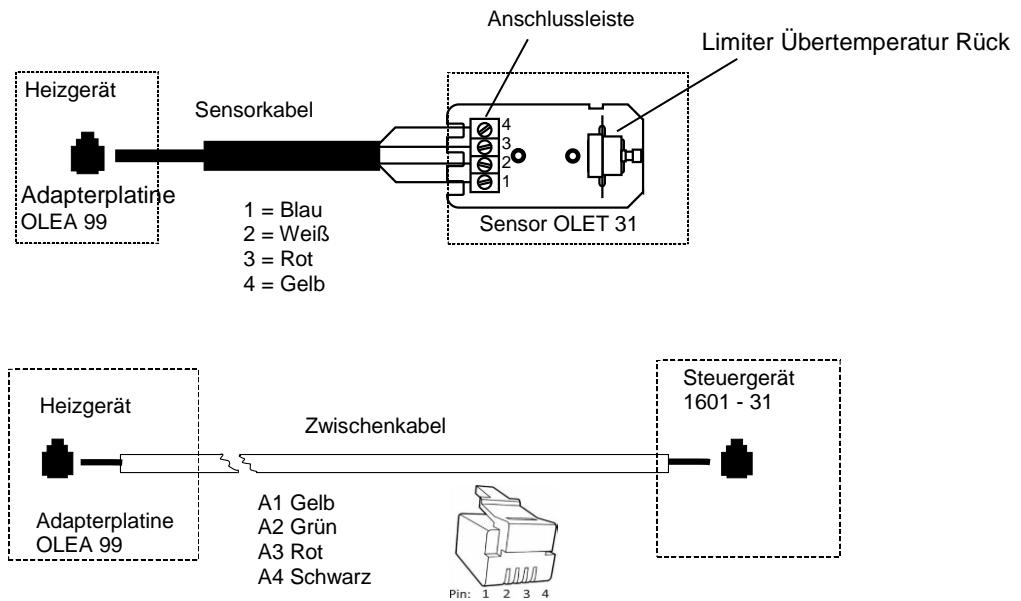 Anschlussleiste
Limiter Übertemperatur Rück
Heizgerät
Sensorkabel
4
3
2
1
Adapterplatine
OLEA 99
1 = Blau
2 = Weiß
3 = Rot
4 = Gelb
Sensor OLET 31
Steuergerät
1601 - 31
Heizgerät
Zwischenkabel
A1 Gelb
A2 Grün
A3 Rot
A4 Schwarz
Adapterplatine
OLEA 99
Pin: 1 2 3 4